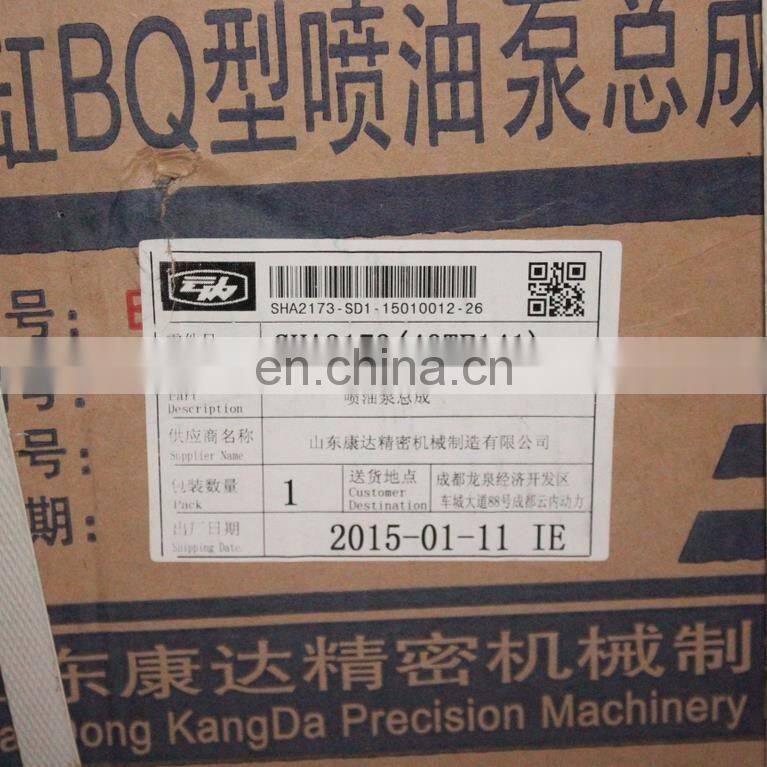 缸BQ型喷油泵总成
SHA2173-SD1-15010012-26
号:
en.china.cn
号:
Part
Description
喷油泵总成
供应商名称
Supplier Name
山东康达精密机械制造有限公司
号:
包装数量
Pack
1
送货地点
Customer
Destination
成都龙泉经济开发区
车城大道88号成都云内动力
期:
出厂日期
Shipping Date
2015-01-11 IE
东康达精密机械制
Dong KangDa Precision Machinery